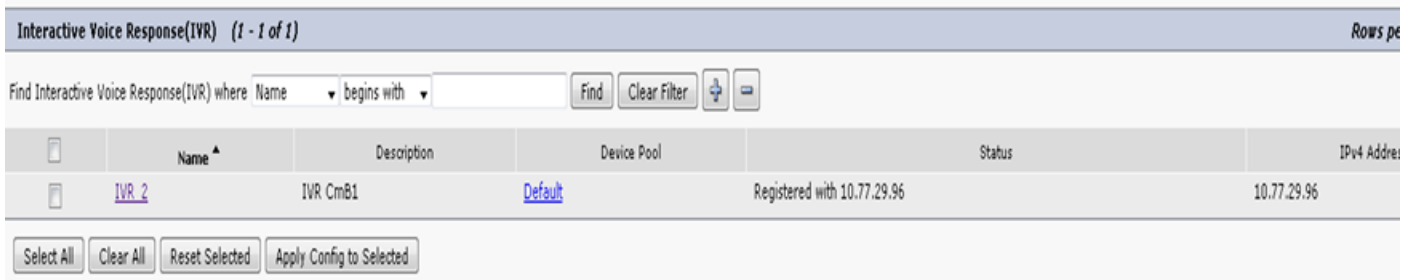 Interactive Voice Response(IVR) (1 - 1 of 1) Rows pe
Find Interactive Voice Response(IVR) where Name begins with Find Clear Filter
Name Description Device Pool Status IPv4 Addres
IVR_2 IVR CmB1 Default Registered with 10.77.29.96 10.77.29.96
Select All Clear All Reset Selected Apply Config to Selected